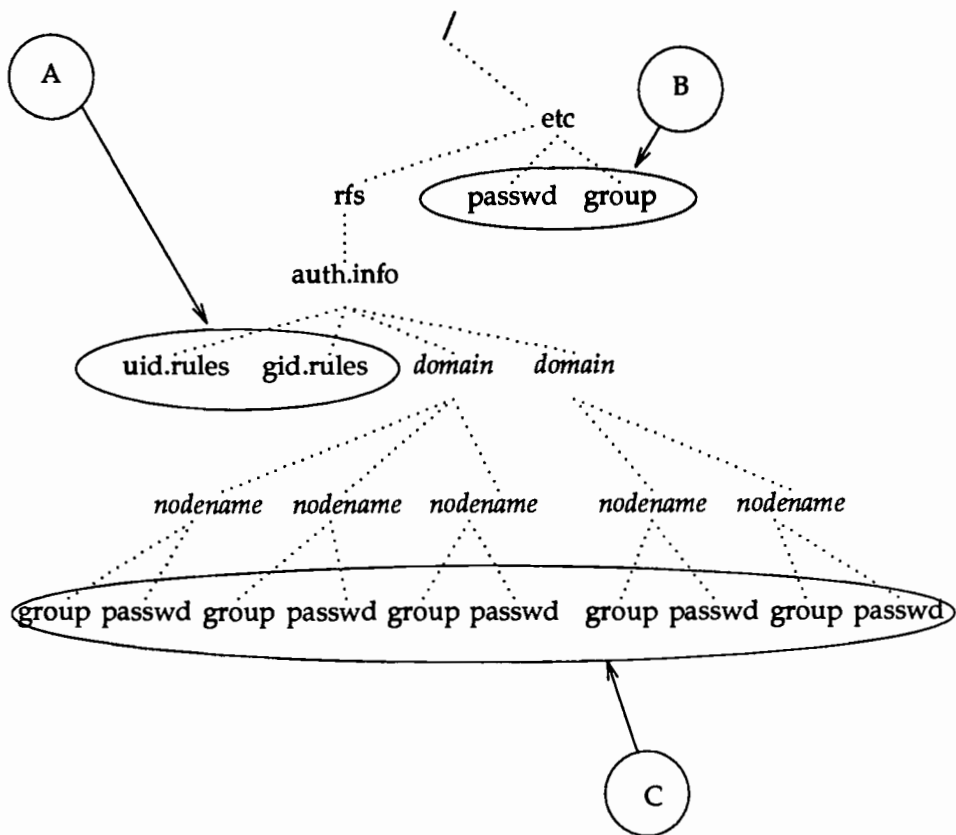 /
A
B
etc
rfs
passwd group
auth.info
uid.rules gid.rules domain domain
nodename nodename nodename nodename nodename
group passwd group passwd group passwd group passwd group passwd
C